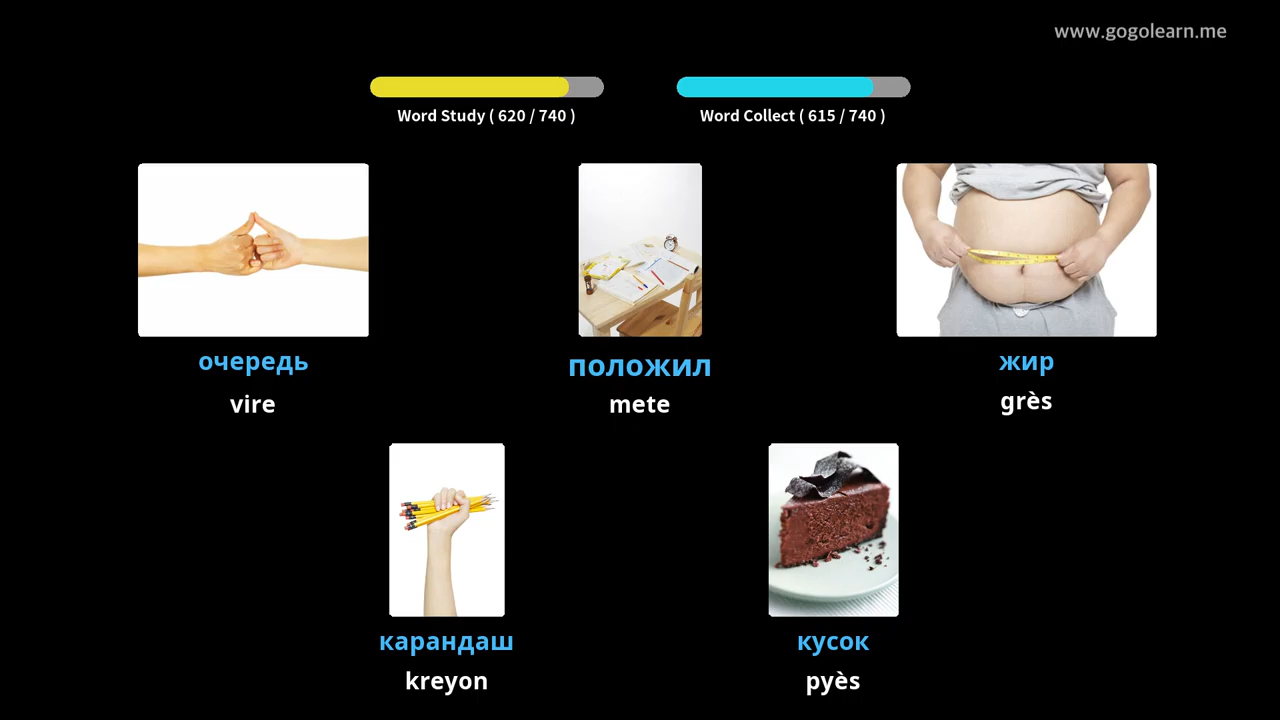 www.gogolearn.me
Word Study ( 620 / 740 )
Word Collect ( 615 / 740 )
очередь
vire
положил
mete
жир
grès
карандаш
kreyon
кусок
pyès